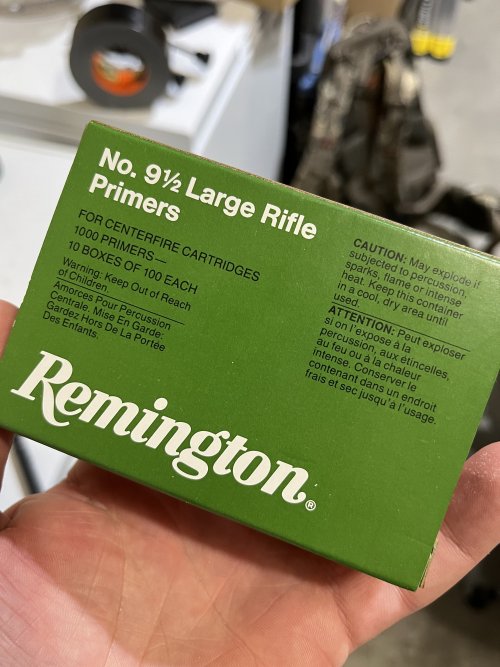 No. 9½ Large Rifle
Primers
FOR CENTERFIRE CARTRIDGES
1000 PRIMERS—
10 BOXES OF 100 EACH
Warning: Keep Out of Reach
of Children.
Amorces Pour Percussion
Centrale. Mise En Garde:
Gardez Hors De La Portée
Des Enfants.
CAUTION: May explode if
subjected to percussion,
sparks, flame or intense
heat. Keep this container
in a cool, dry area until
used.
ATTENTION: Peut exploser
si on l'expose à la
percussion, aux étincelles,
au feu ou à la chaleur
intense. Conserver le
contenant dans un endroit
frais et sec jusqu'à l'usage.
Remington®